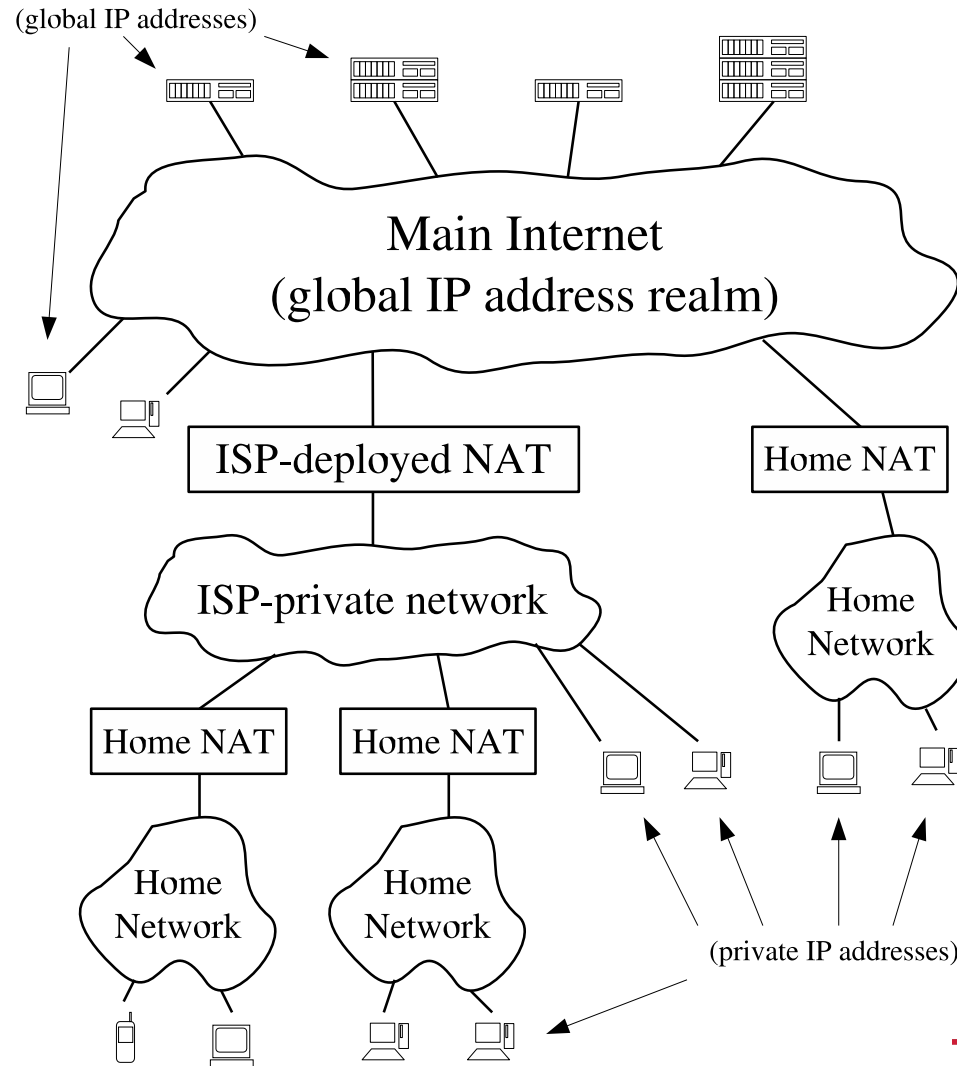 (global IP addresses)
Main Internet
(global IP address realm)
ISP-deployed NAT
Home NAT
ISP-private network
Home
Network
Home NAT
Home NAT
Home
Network
Home
Network
(private IP addresses)